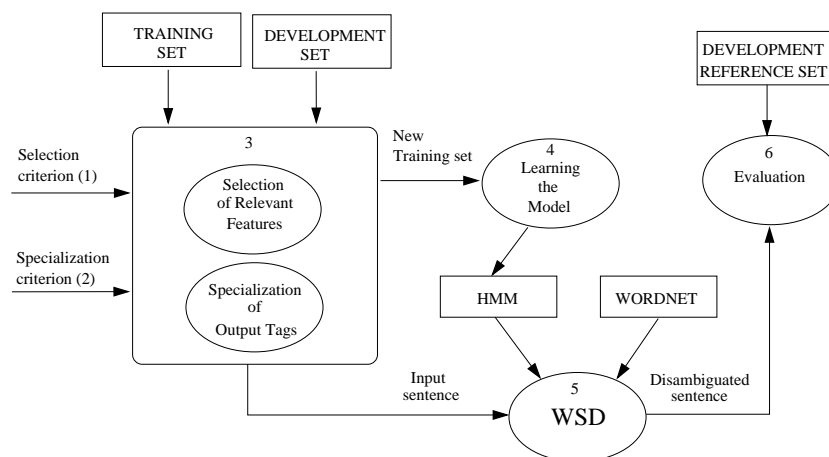 TRAINING
SET
DEVELOPMENT
SET
DEVELOPMENT
REFERENCE SET
Selection
criterion (1)
Specialization
criterion (2)
3
Selection
of Relevant
Features
Specialization
of
Output Tags
New
Training set
4
Learning
the
Model
6
Evaluation
HMM
WORDNET
Input
sentence
5
WSD
Disambiguated
sentence